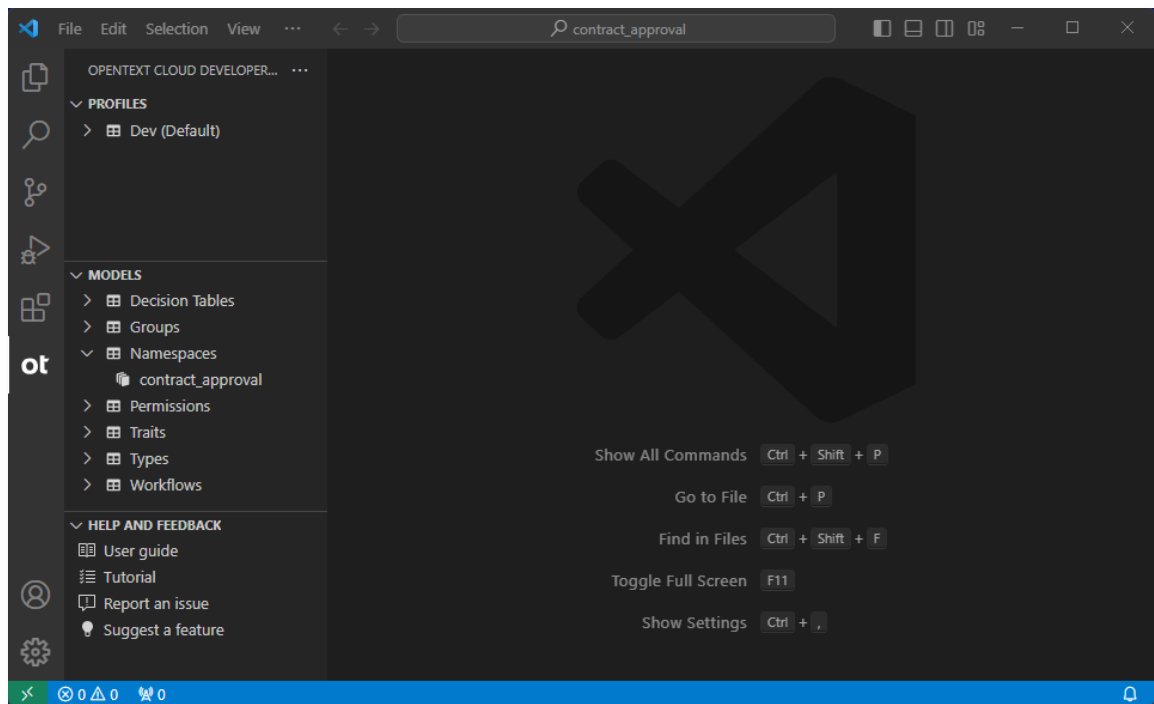 File Edit Selection View ··· contract_approval
OPENTEXT CLOUD DEVELOPER... ···
PROFILES
Dev (Default)
MODELS
Decision Tables
Groups
Namespaces
contract_approval
Permissions
Traits
Types
Workflows
HELP AND FEEDBACK
User guide
Tutorial
Report an issue
Suggest a feature
ot
Show All Commands Ctrl + Shift + P
Go to File Ctrl + P
Find in Files Ctrl + Shift + F
Toggle Full Screen F11
Show Settings Ctrl + ,
0 0 0